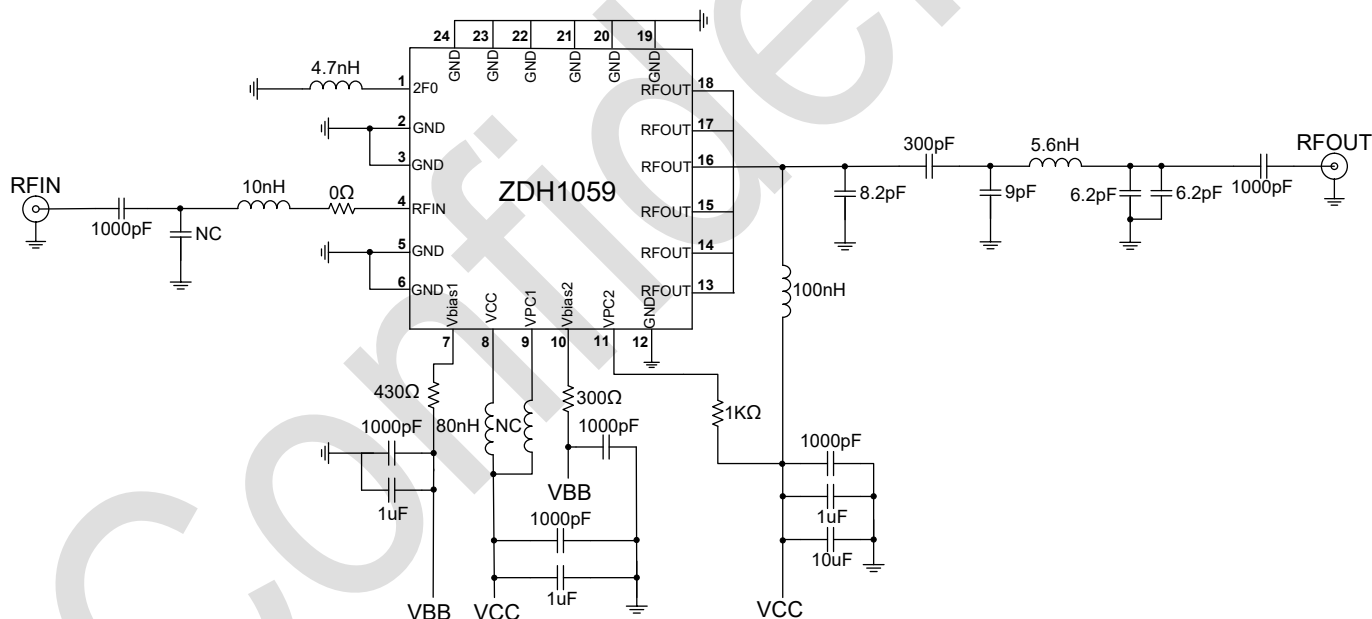 24 23 22 21 20 19
GND GND GND GND GND GND
4.7nH
1 2F0
2 GND
3 GND
RFIN
1000pF
NC
10nH
0Ω
4 RFIN
5 GND
6 GND
ZDH1059
RFOUT 18
RFOUT 17
RFOUT 16
RFOUT 15
RFOUT 14
RFOUT 13
300pF
5.6nH
RFOUT
8.2pF
9pF
6.2pF
6.2pF
1000pF
100nH
Vbias1 VCC VPC1 Vbias2 VPC2 GND
7 8 9 10 11 12
430Ω
1000pF
1uF
VBB
80nH
NC
300Ω
1000pF
VBB
1000pF
1uF
VCC
1KΩ
1000pF
1uF
10uF
VCC
Confide